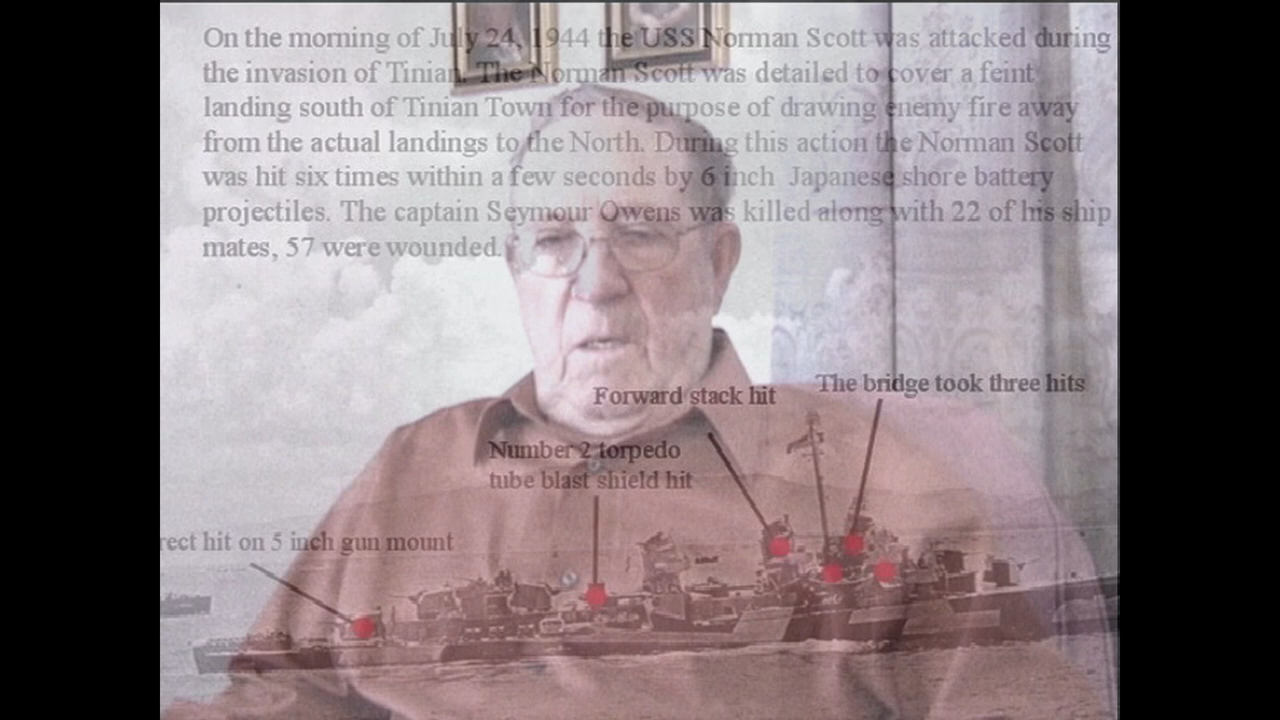 On the morning of July 24, 1944 the USS Norman Scott was attacked during
the invasion of Tinian. The Norman Scott was detailed to cover a feint
landing south of Tinian Town for the purpose of drawing enemy fire away
from the actual landings to the North. During this action the Norman Scott
was hit six times within a few seconds by 6 inch Japanese shore battery
projectiles. The captain Seymour Owens was killed along with 22 of his ship
mates, 57 were wounded.
The bridge took three hits
Forward stack hit
Number 2 torpedo
tube blast shield hit
rect hit on 5 inch gun mount